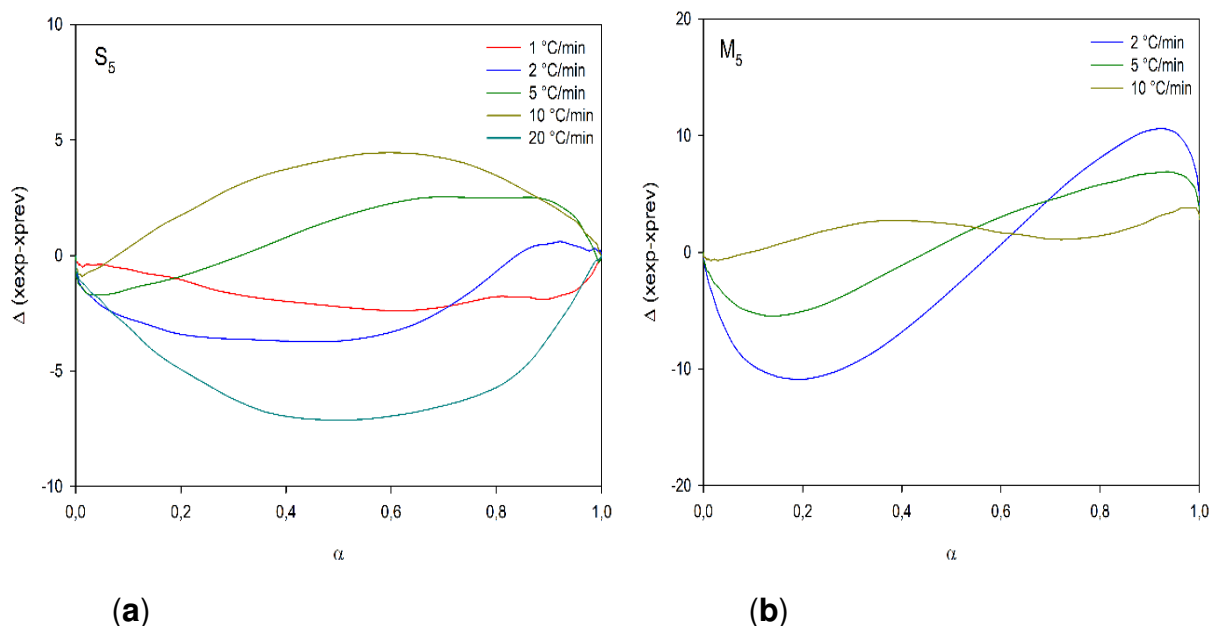 S5
1 °C/min
2 °C/min
5 °C/min
10 °C/min
20 °C/min
Δ (xexp-xprev)
10
5
0
-5
-10
0,0 0,2 0,4 0,6 0,8 1,0
α
(a)
M5
2 °C/min
5 °C/min
10 °C/min
Δ (xexp-xprev)
20
10
0
-10
-20
0,0 0,2 0,4 0,6 0,8 1,0
α
(b)